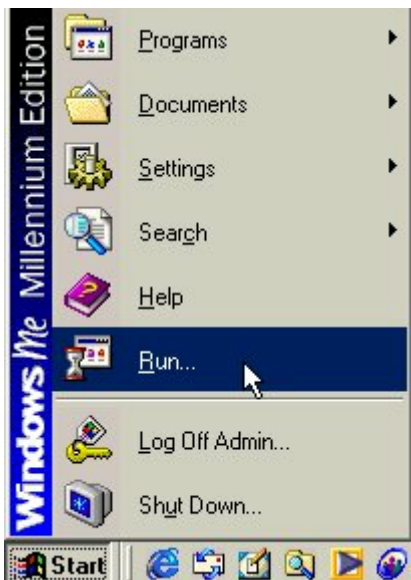 Windows Me Millennium Edition
Programs
Documents
Settings
Search
Help
Run...
Log Off Admin...
Shut Down...
Start